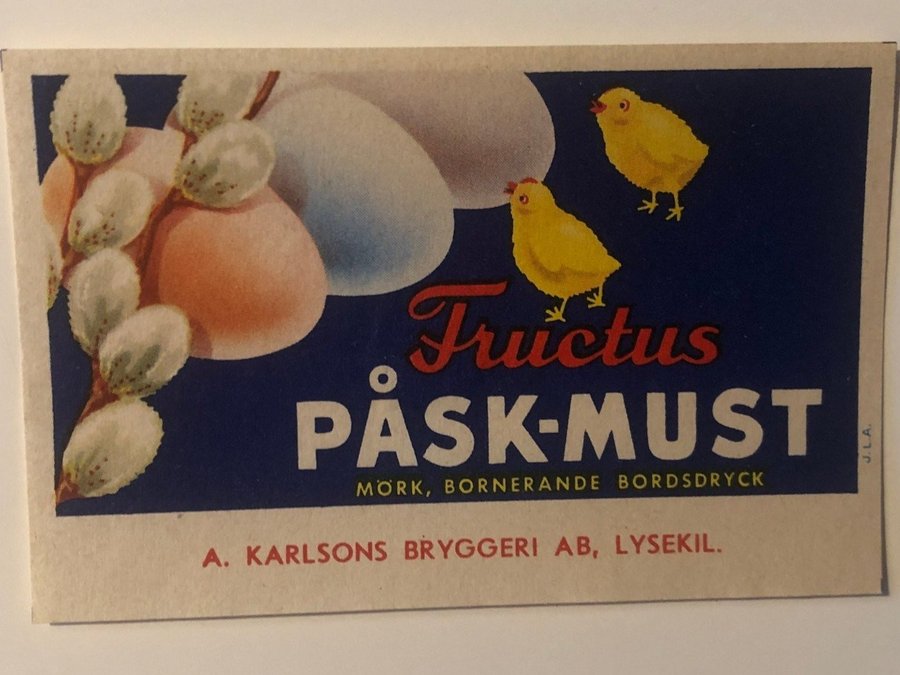 Fructus
PÅSK-MUST
MÖRK, BORNERANDE BORDSDRYCK
J.L.A.
A. KARLSONS BRYGGERI AB, LYSEKIL.